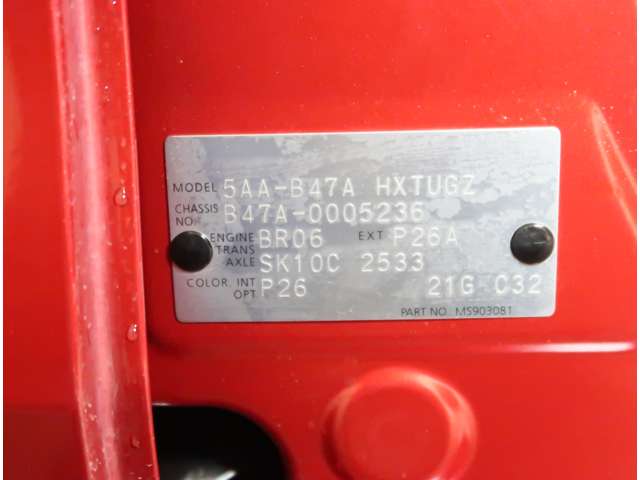 MODEL 5AA-B47A HXTUGZ
CHASSIS NO. B47A-0005236
ENGINE BR06 EXT P26A
TRANS AXLE SK10C 2533
COLOR. INT OPT P26 21G C32
PART NO. MS903081